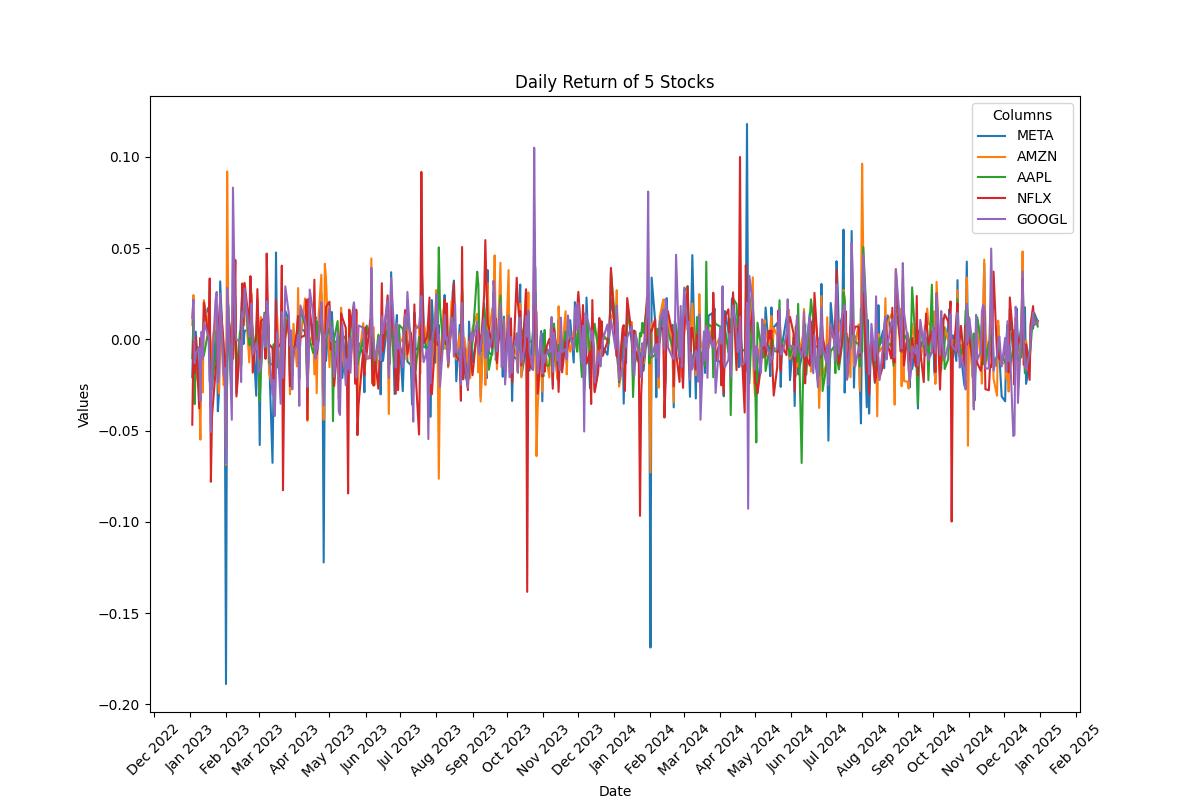 Daily Return of 5 Stocks
Columns
META
AMZN
AAPL
NFLX
GOOGL
0.10
0.05
0.00
−0.05
−0.10
−0.15
−0.20
Values
Dec 2022
Jan 2023
Feb 2023
Mar 2023
Apr 2023
May 2023
Jun 2023
Jul 2023
Aug 2023
Sep 2023
Oct 2023
Nov 2023
Dec 2023
Jan 2024
Feb 2024
Mar 2024
Apr 2024
May 2024
Jun 2024
Jul 2024
Aug 2024
Sep 2024
Oct 2024
Nov 2024
Dec 2024
Jan 2025
Feb 2025
Date